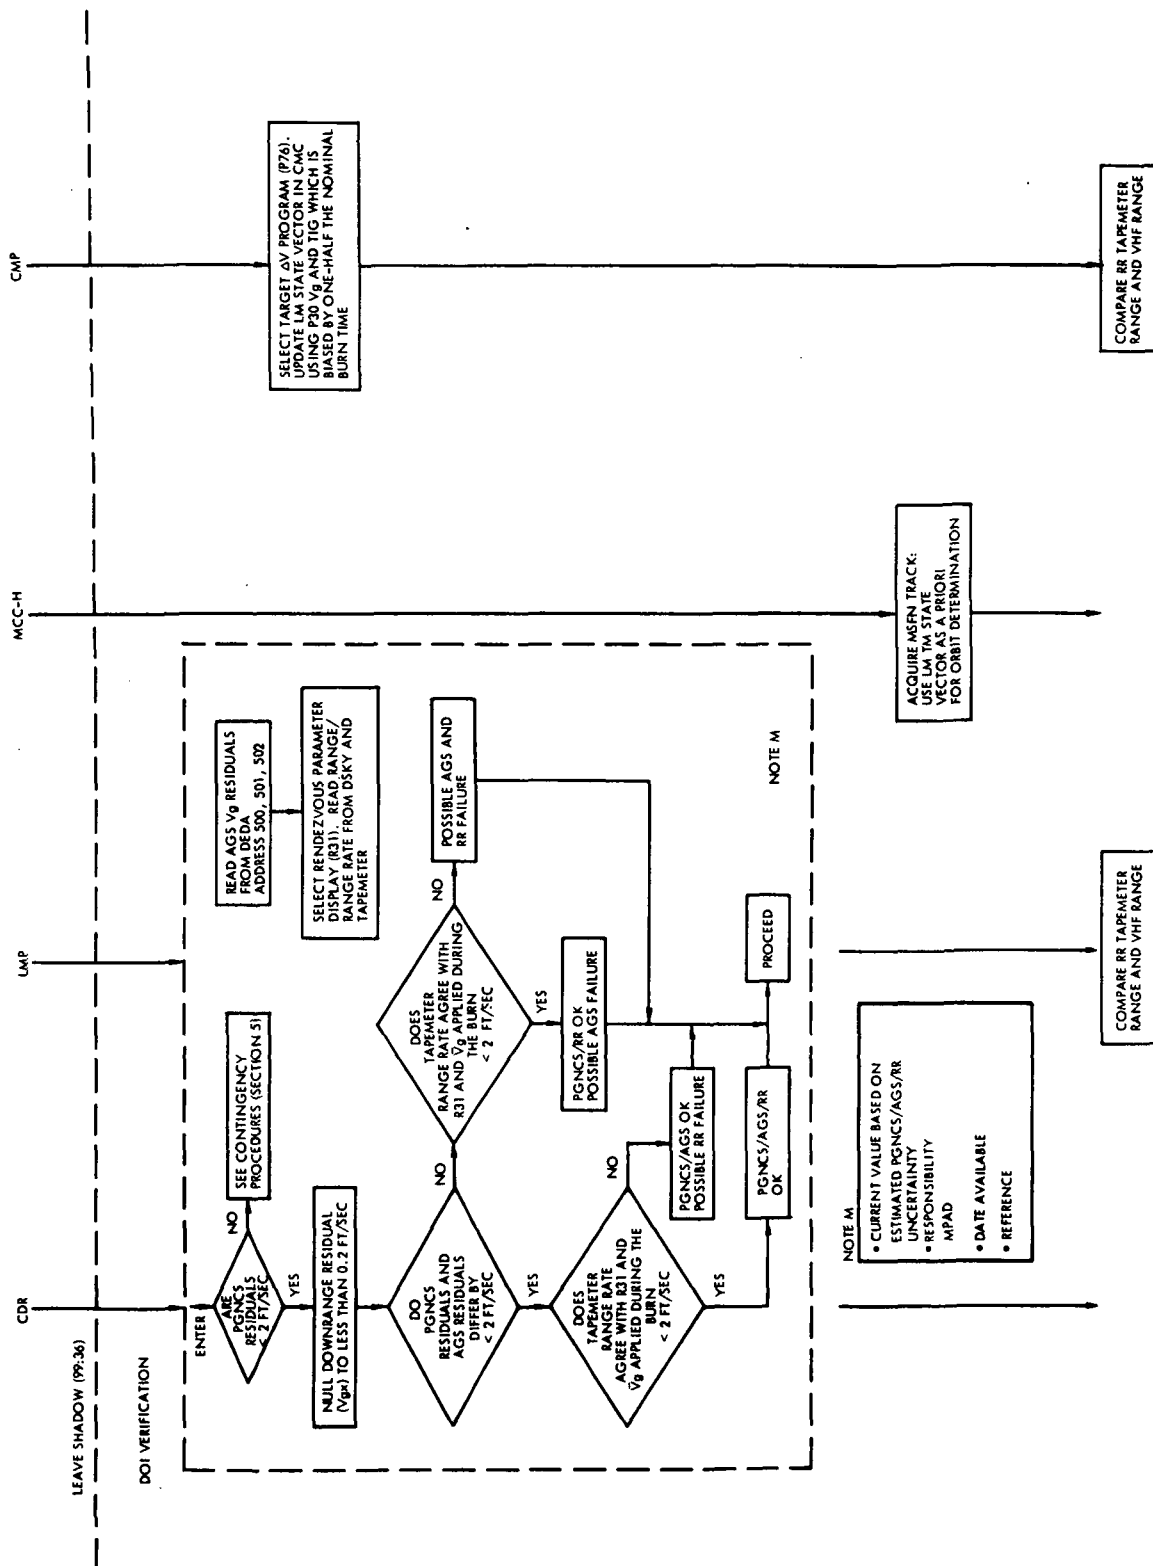 CDR
LMP
MCC-H
CMP
LEAVE SHADOW (99:36)
DOI VERIFICATION
ENTER
ARE
PGNCS
RESIDUALS
< 2 FT/SEC
NO
SEE CONTINGENCY
PROCEDURES (SECTION 5)
YES
NULL DOWNRANGE RESIDUAL
(Vgx) TO LESS THAN 0.2 FT/SEC
DO
PGNCS
RESIDUALS AND
AGS RESIDUALS
DIFFER BY
< 2 FT/SEC
NO
YES
DOES
TAPEMETER
RANGE RATE
AGREE WITH R31 AND
V̄g APPLIED DURING THE
BURN
< 2 FT/SEC
NO
PGNCS/AGS OK
POSSIBLE RR FAILURE
YES
PGNCS/AGS/RR
OK
PROCEED
READ AGS Vg RESIDUALS
FROM DEDA
ADDRESS 500, 501, 502
SELECT RENDEZVOUS PARAMETER
DISPLAY (R31). READ RANGE/
RANGE RATE FROM DSKY AND
TAPEMETER
DOES
TAPEMETER
RANGE RATE AGREE WITH
R31 AND V̄g APPLIED DURING
THE BURN
< 2 FT/SEC
NO
POSSIBLE AGS AND
RR FAILURE
YES
PGNCS/RR OK
POSSIBLE AGS FAILURE
NOTE M
NOTE M
• CURRENT VALUE BASED ON
ESTIMATED PGNCS/AGS/RR
UNCERTAINTY
• RESPONSIBILITY
MPAD
• DATE AVAILABLE
• REFERENCE
COMPARE RR TAPEMETER
RANGE AND VHF RANGE
ACQUIRE MSFN TRACK:
USE LM TM STATE
VECTOR AS A PRIORI
FOR ORBIT DETERMINATION
SELECT TARGET ΔV PROGRAM (P76).
UPDATE LM STATE VECTOR IN CMC
USING P30 Vg AND TIG WHICH IS
BIASED BY ONE-HALF THE NOMINAL
BURN TIME
COMPARE RR TAPEMETER
RANGE AND VHF RANGE